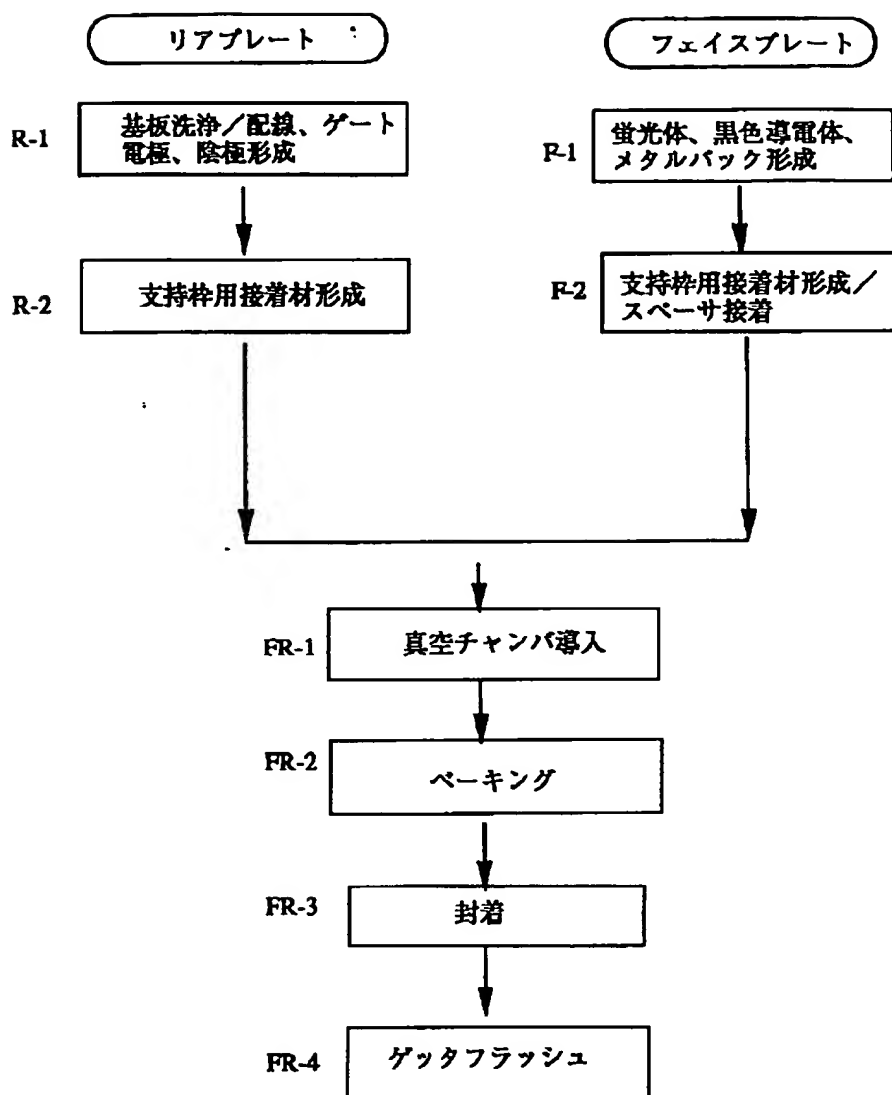 リアプレート
フェイスプレート
R-1
基板洗浄／配線、ゲート
電極、陰極形成
F-1
蛍光体、黒色導電体、
メタルバック形成
R-2
支持枠用接着材形成
F-2
支持枠用接着材形成／
スペーサ接着
FR-1
真空チャンバ導入
FR-2
ベーキング
FR-3
封着
FR-4
ゲッタフラッシュ